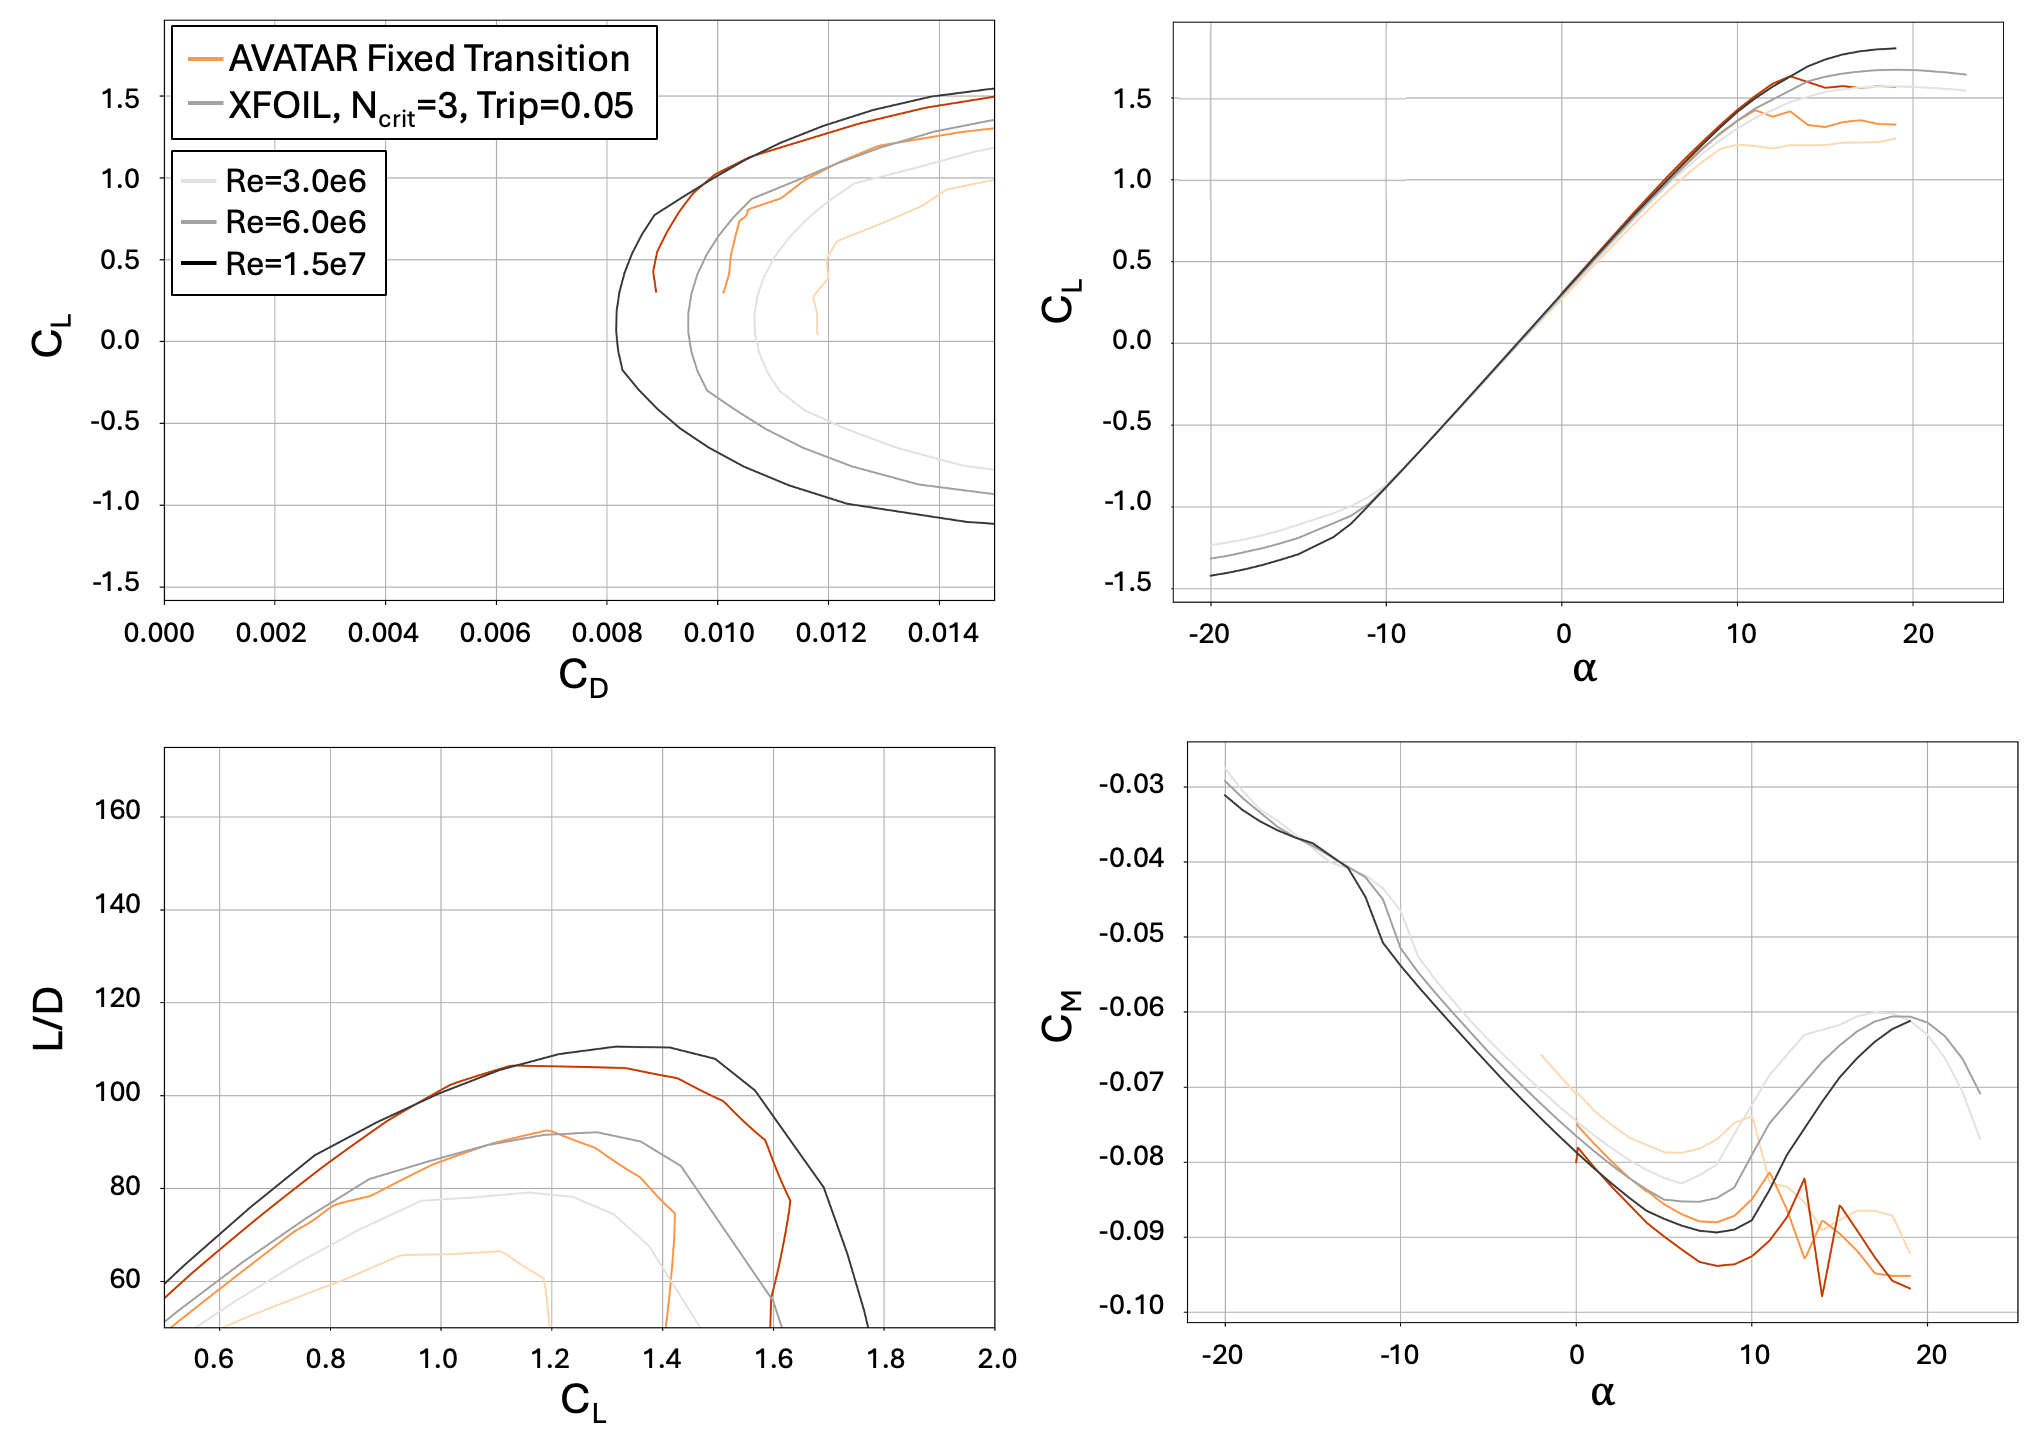 AVATAR Fixed Transition
XFOIL, Ncrit=3, Trip=0.05
Re=3.0e6
Re=6.0e6
Re=1.5e7
1.5
1.0
0.5
0.0
-0.5
-1.0
-1.5
CL
0.000 0.002 0.004 0.006 0.008 0.010 0.012 0.014
CD
1.5
1.0
0.5
0.0
-0.5
-1.0
-1.5
CL
-20 -10 0 10 20
α
160
140
120
100
80
60
L/D
0.6 0.8 1.0 1.2 1.4 1.6 1.8 2.0
CL
-0.03
-0.04
-0.05
-0.06
-0.07
-0.08
-0.09
-0.10
CM
-20 -10 0 10 20
α